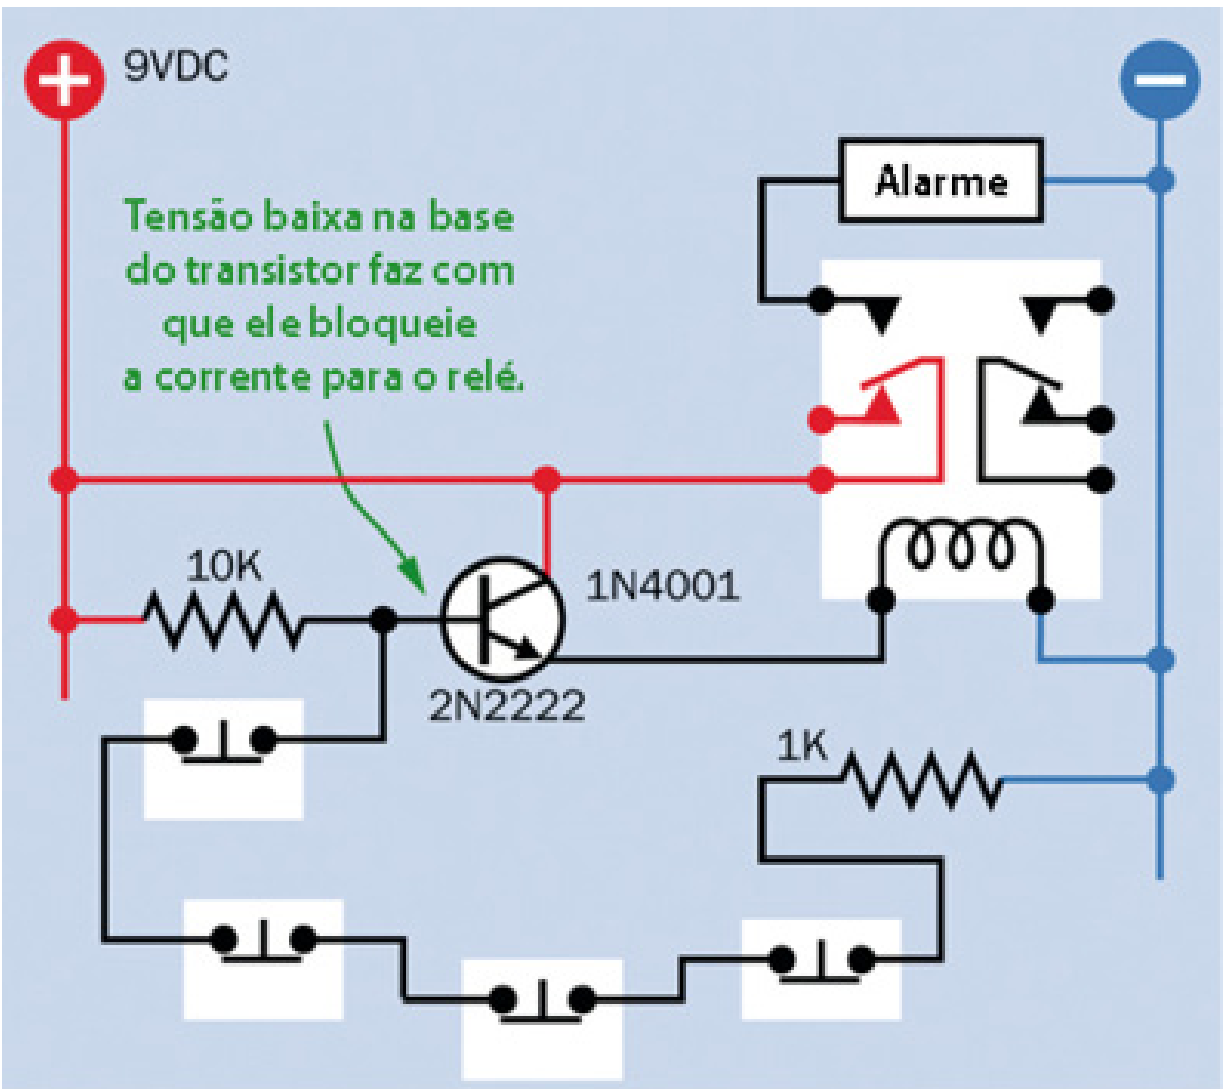 9VDC
Alarme
Tensão baixa na base
do transistor faz com
que ele bloqueie
a corrente para o relé.
10K
1N4001
2N2222
1K